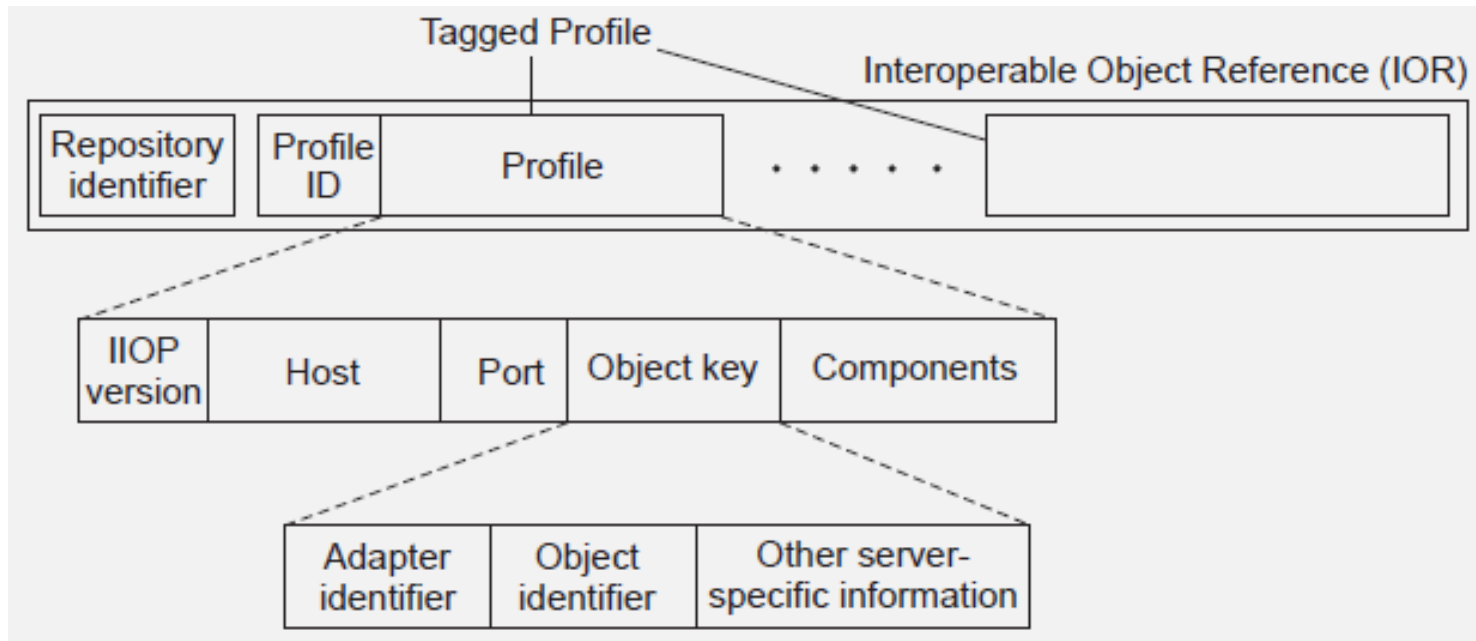 Tagged Profile
Interoperable Object Reference (IOR)
Repository
identifier
Profile
ID
Profile
. . . . .
IIOP
version
Host
Port
Object key
Components
Adapter
identifier
Object
identifier
Other server-
specific information